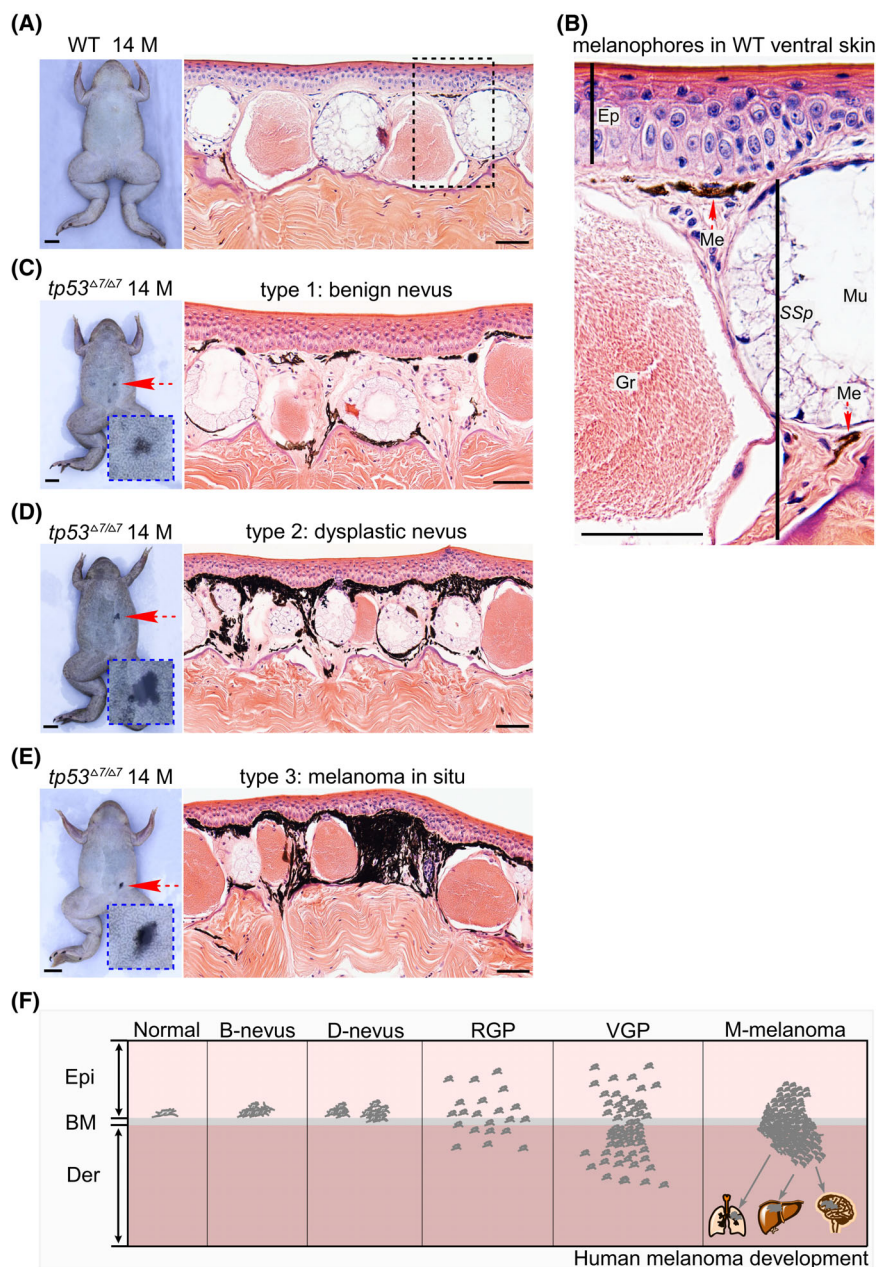 (A)
WT 14 M
(B)
melanophores in WT ventral skin
Ep
Me
SSp
Mu
Gr
Me
(C)
tp53Δ7/Δ7 14 M
type 1: benign nevus
(D)
tp53Δ7/Δ7 14 M
type 2: dysplastic nevus
(E)
tp53Δ7/Δ7 14 M
type 3: melanoma in situ
(F)
Normal B-nevus D-nevus RGP VGP M-melanoma
Epi
BM
Der
Human melanoma development